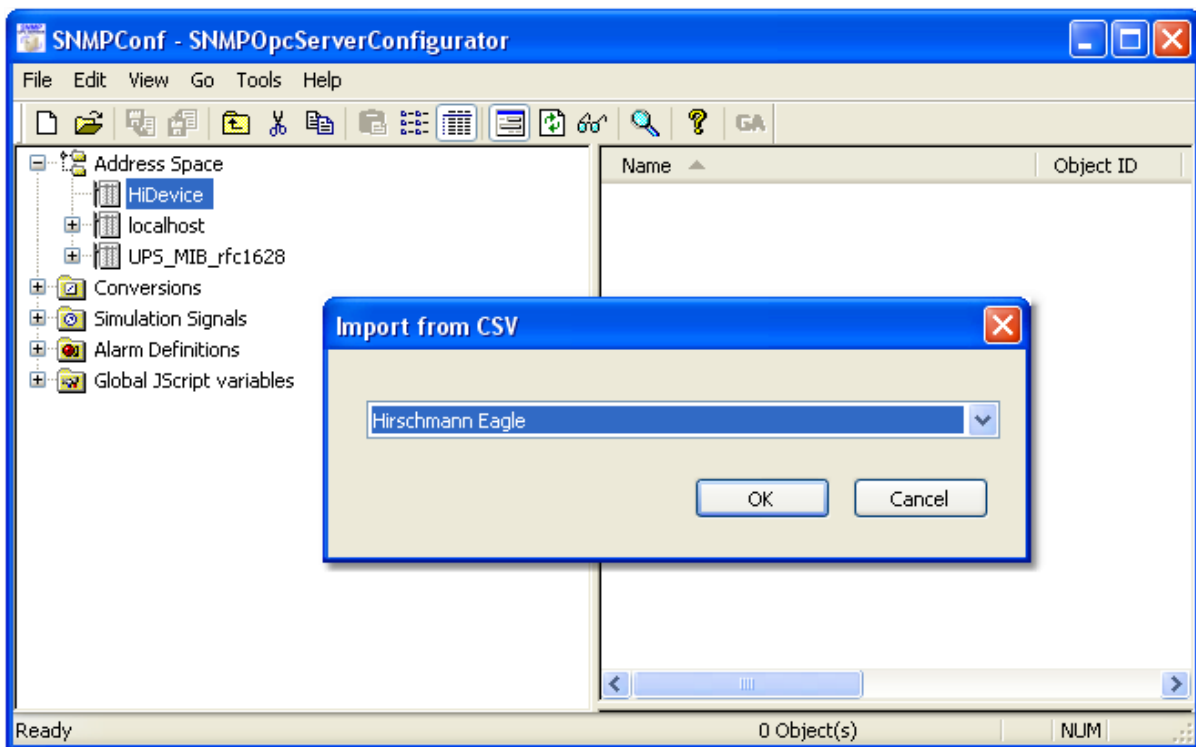 SNMPConf - SNMPOpcServerConfigurator
File Edit View Go Tools Help
GA
Address Space
HiDevice
localhost
UPS_MIB_rfc1628
Conversions
Simulation Signals
Alarm Definitions
Global JScript variables
Name Object ID
Import from CSV
Hirschmann Eagle
OK Cancel
Ready 0 Object(s) NUM